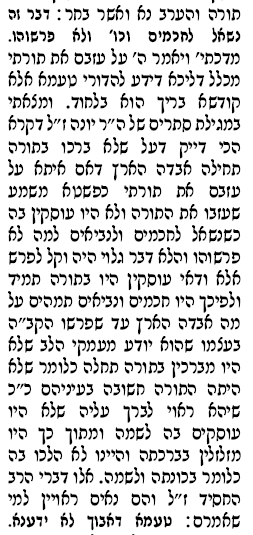 תורה והערב נא ואשר בחר: דבר זה
נשאל לחכמים וכו' ולא פרשוהו.
מדכתי' ויאמר ה' על עזבם את תורתי
מכלל דליכא דידע להדורי טעמא אלא
קודשא בריך הוא בלחוד. ומצאתי
במגילת סתרים של ה"ר יונה ז"ל דקרא
הכי דייק דעל שלא ברכו בתורה
תחילה אבדה הארץ דאם איתא על
עזבם את תורתי כפשטא משמע
שעזבו את התורה ולא היו עוסקין בה
כשנשאל לחכמים ולנביאים למה לא
פרשוהו והלא דבר גלוי היה וקל לפרש
אלא ודאי עוסקין היו בתורה תמיד
ולפיכך היו חכמים ונביאים תמהים על
מה אבדה הארץ עד שפרשו הקב"ה
בעצמו שהוא יודע מעמקי הלב שלא
היו מברכין בתורה תחלה כלומר שלא
היתה התורה חשובה בעיניהם כ"כ
שיהא ראוי לברך עליה שלא היו
עוסקים בה לשמה ומתוך כך היו
מזלזלין בברכתה והיינו לא הלכו בה
כלומר בכונתה ולשמה. אלו דברי הרב
החסיד ז"ל והם נאים ראויין למי
שאמרם: טעמא דאבוך לא ידענא.